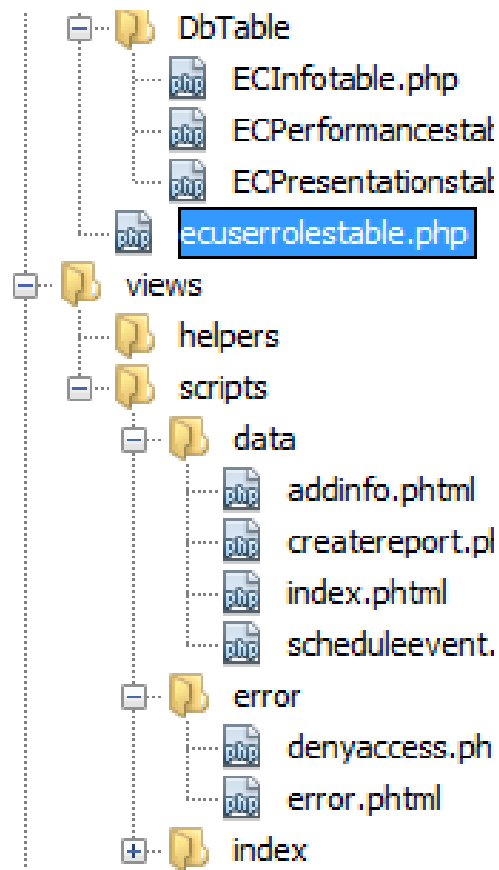 DbTable
ECInfotable.php
ECPerformancestab
ECPresentationstab
ecuserrolestable.php
views
helpers
scripts
data
addinfo.phtml
createreport.ph
index.phtml
scheduleevent.
error
denyaccess.ph
error.phtml
index